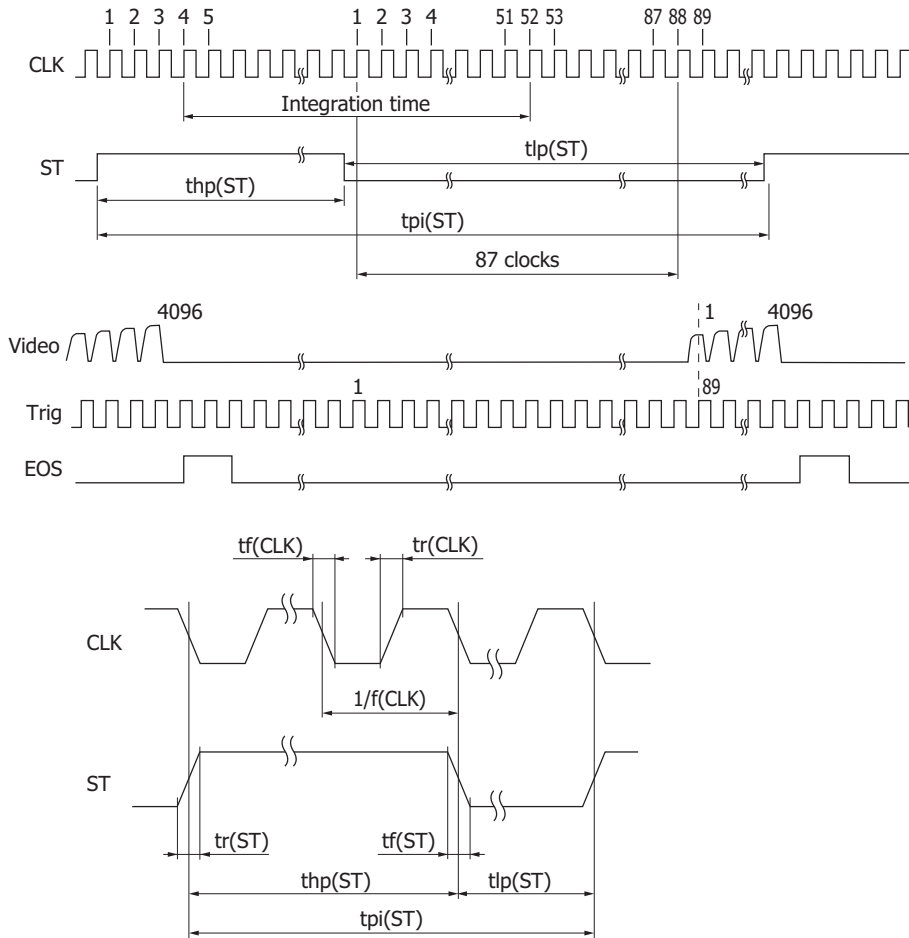 1 2 3 4 5 1 2 3 4 51 52 53 87 88 89
CLK
Integration time
ST
tlp(ST)
thp(ST)
tpi(ST)
87 clocks
4096 1 4096
Video
1 89
Trig
EOS
tf(CLK) tr(CLK)
CLK
1/f(CLK)
ST
tr(ST) tf(ST)
thp(ST) tlp(ST)
tpi(ST)